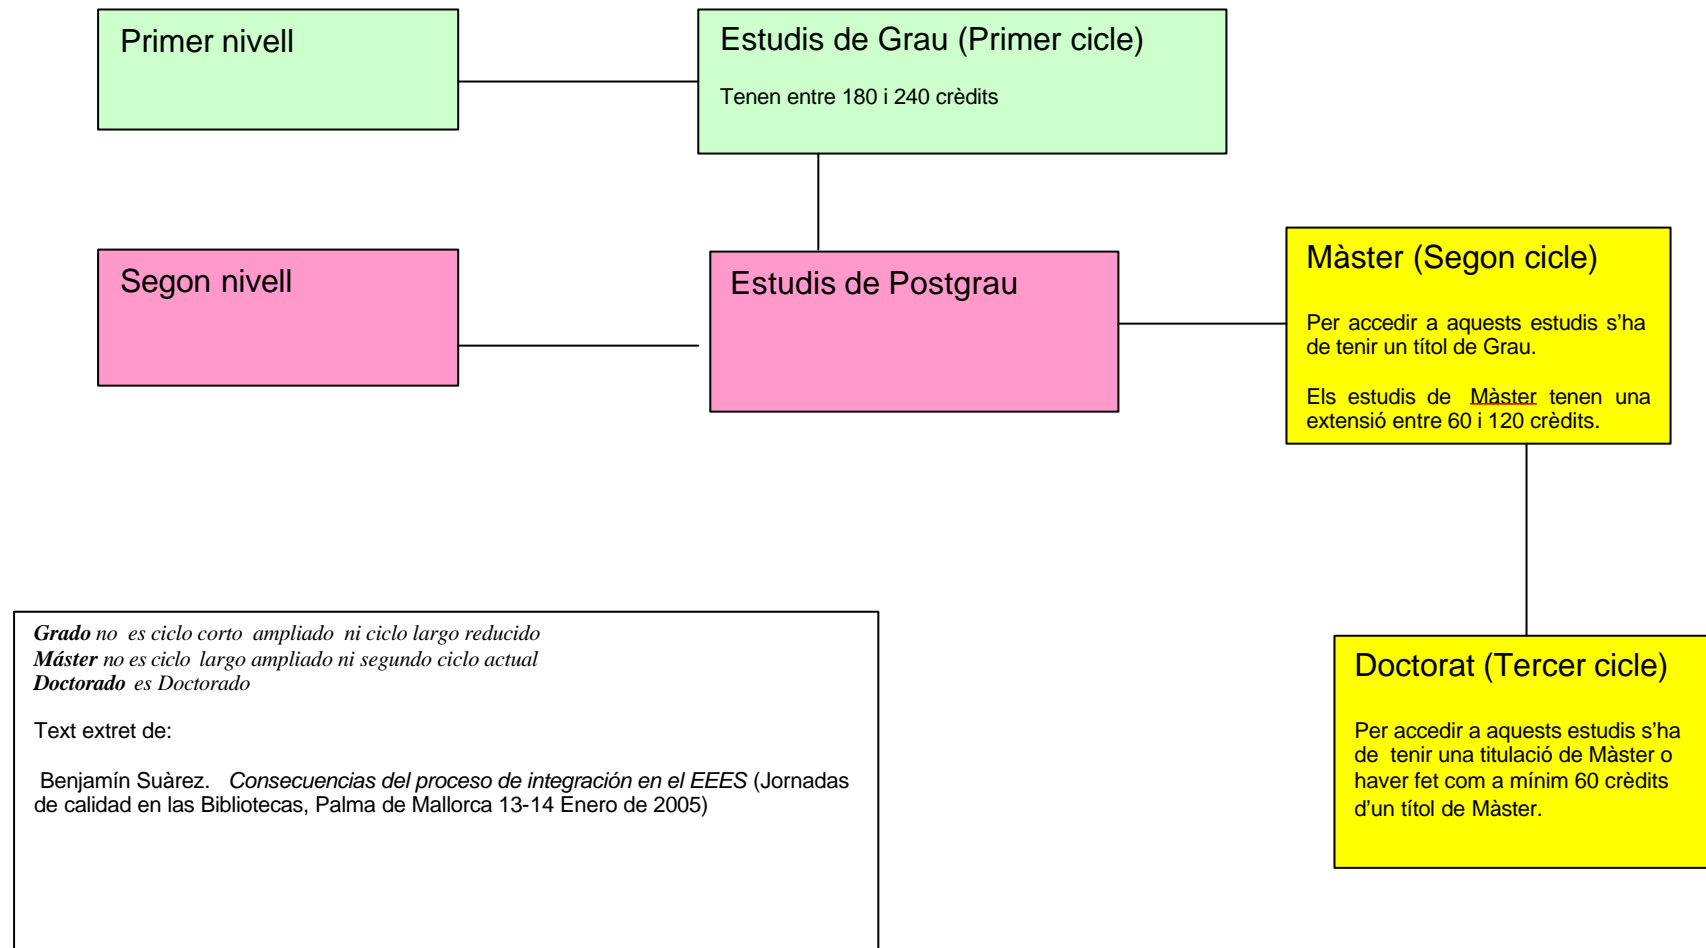 Primer nivell
Estudis de Grau (Primer cicle)
Tenen entre 180 i 240 crèdits
Segon nivell
Estudis de Postgrau
Màster (Segon cicle)
Per accedir a aquests estudis s’ha
de tenir un títol de Grau.
Els estudis de Màster tenen una
extensió entre 60 i 120 crèdits.
Grado no es ciclo corto ampliado ni ciclo largo reducido
Máster no es ciclo largo ampliado ni segundo ciclo actual
Doctorado es Doctorado
Text extret de:
Benjamín Suàrez. Consecuencias del proceso de integración en el EEES (Jornadas
de calidad en las Bibliotecas, Palma de Mallorca 13-14 Enero de 2005)
Doctorat (Tercer cicle)
Per accedir a aquests estudis s’ha
de tenir una titulació de Màster o
haver fet com a mínim 60 crèdits
d’un títol de Màster.